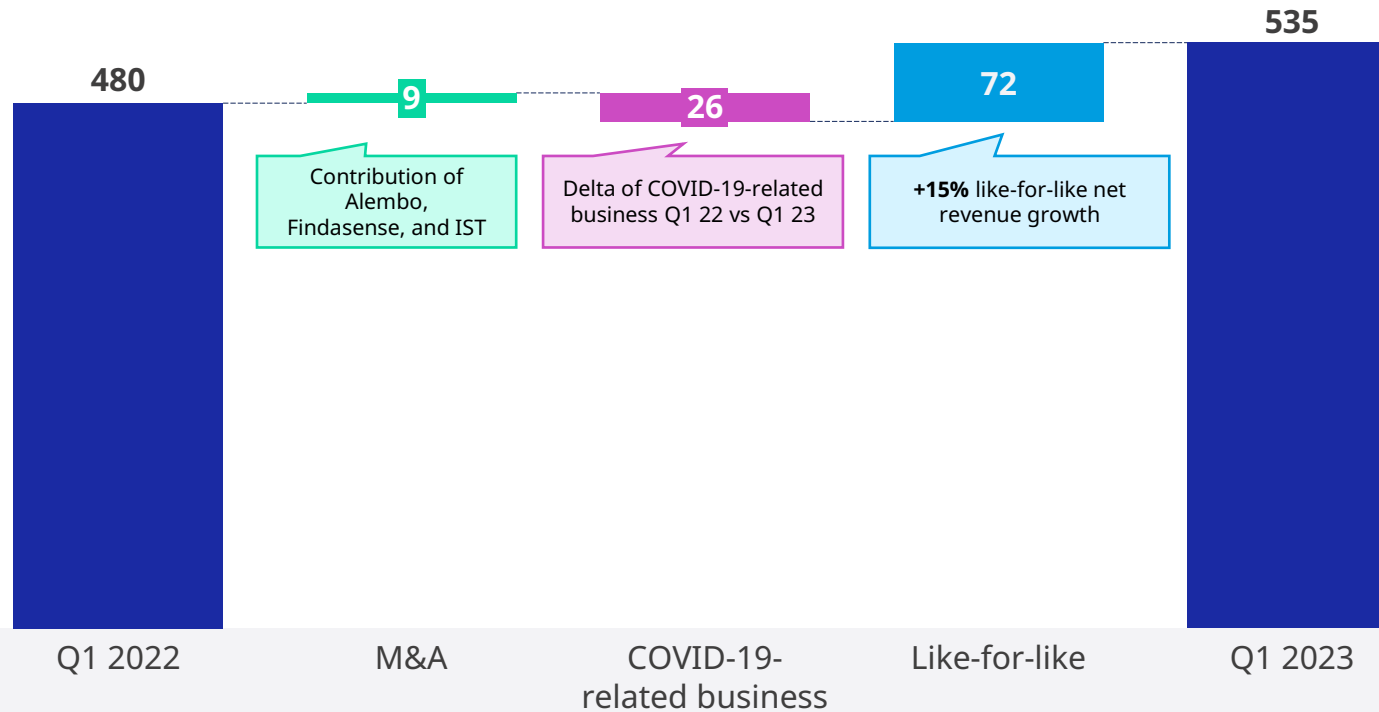 535
480
9
26
72
Contribution of
Alembo,
Findasense, and IST
Delta of COVID-19-related
business Q1 22 vs Q1 23
+15% like-for-like net
revenue growth
Q1 2022
M&A
COVID-19-
related business
Like-for-like
Q1 2023